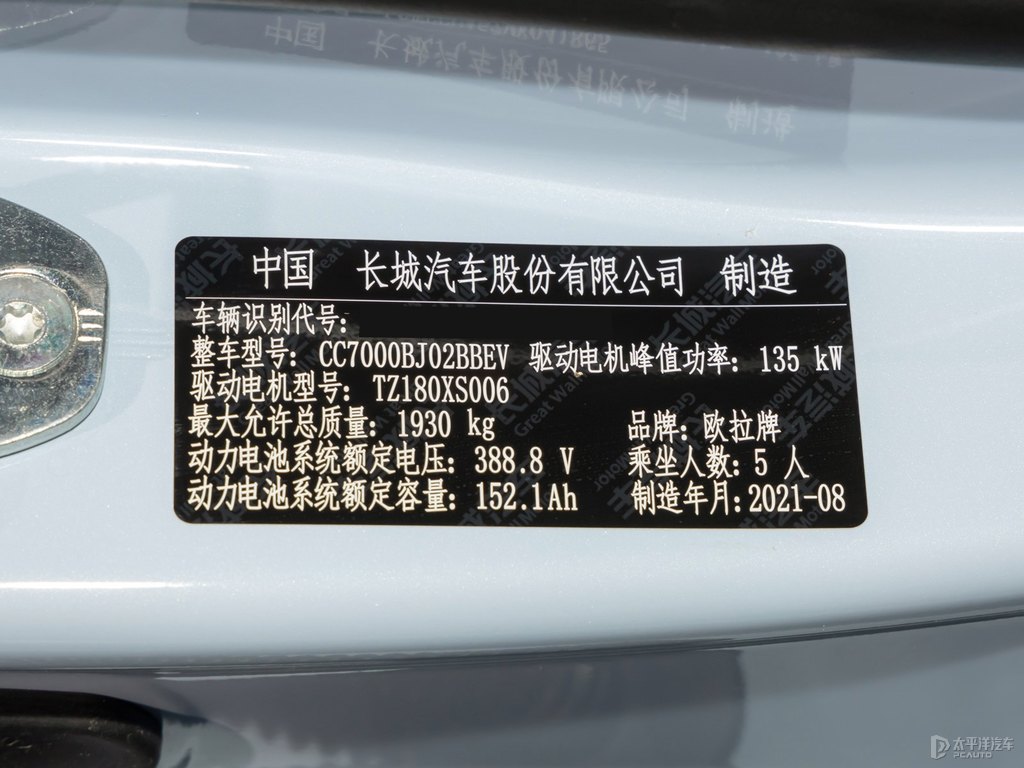 中国 长城汽车股份有限公司 制造
车辆识别代号:
整车型号: CC7000BJ02BBEV 驱动电机峰值功率: 135 kW
驱动电机型号: TZ180XS006
最大允许总质量: 1930 kg 品牌: 欧拉牌
动力电池系统额定电压: 388.8 V 乘坐人数: 5 人
动力电池系统额定容量: 152.1Ah 制造年月: 2021-08
太平洋汽车
PCAUTO